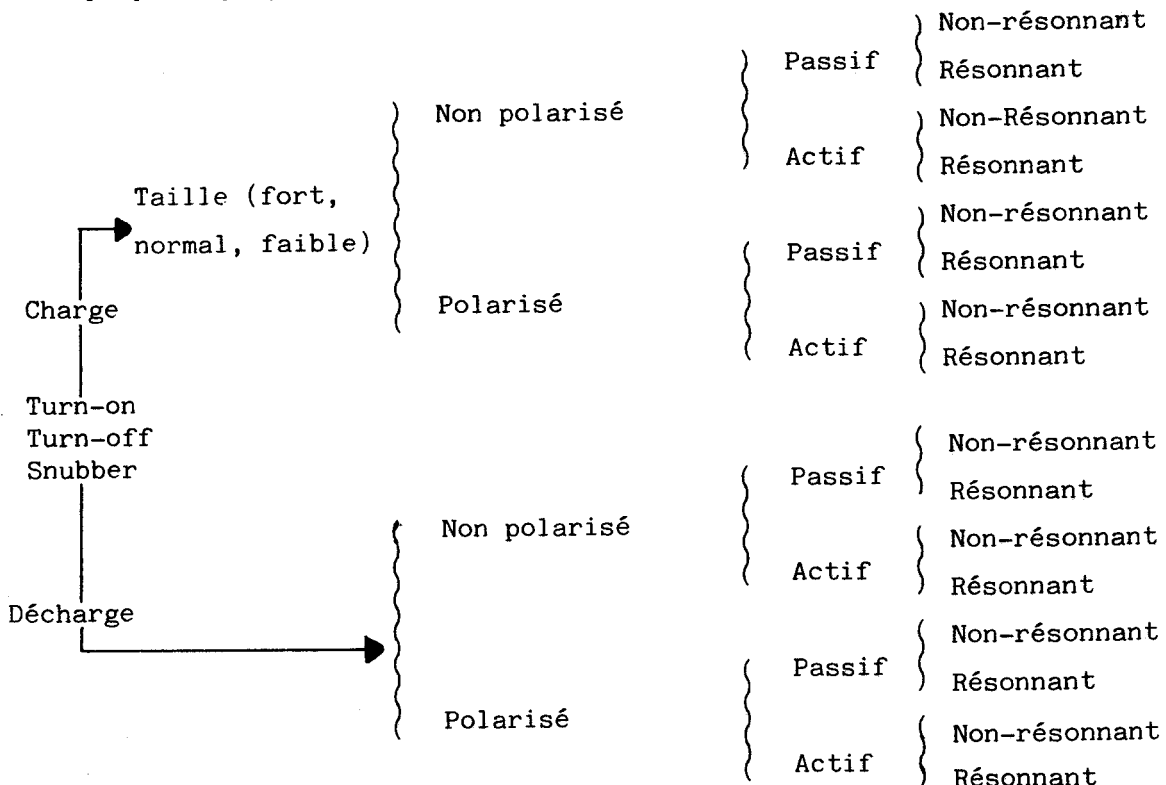 Non-résonnant
Passif
Résonnant
Non polarisé
Non-Résonnant
Actif
Résonnant
Taille (fort,
normal, faible)
Non-résonnant
Passif
Résonnant
Polarisé
Non-résonnant
Actif
Résonnant
Charge
Turn-on
Turn-off
Snubber
Non-résonnant
Passif
Résonnant
Non polarisé
Non-résonnant
Actif
Résonnant
Décharge
Non-résonnant
Passif
Résonnant
Polarisé
Non-résonnant
Actif
Résonnant